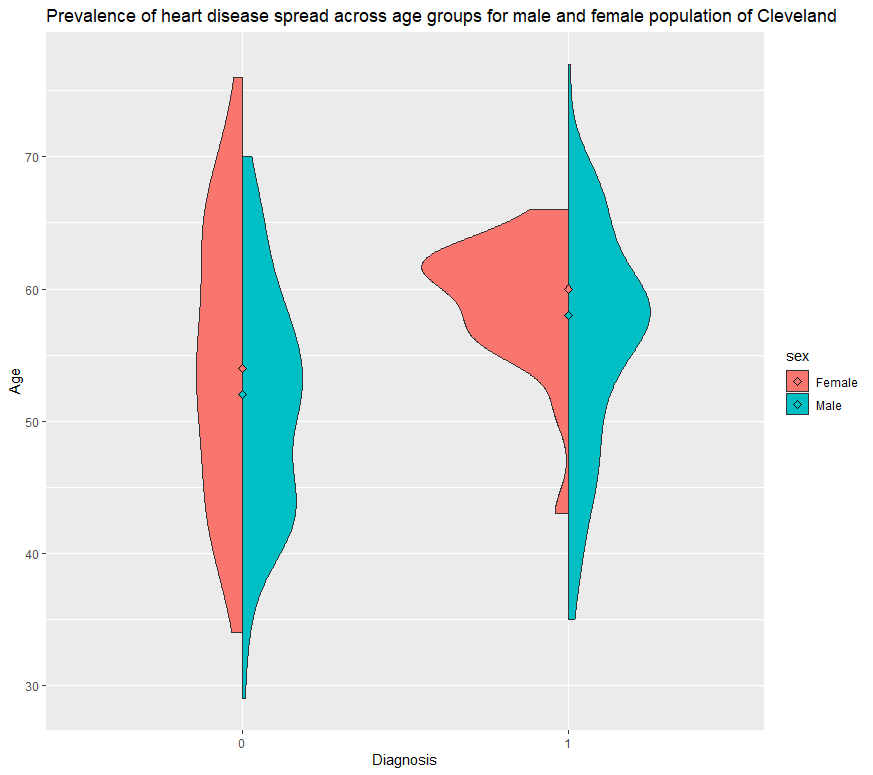 Prevalence of heart disease spread across age groups for male and female population of Cleveland
70
60
50
40
30
Age
0
1
Diagnosis
sex
Female
Male